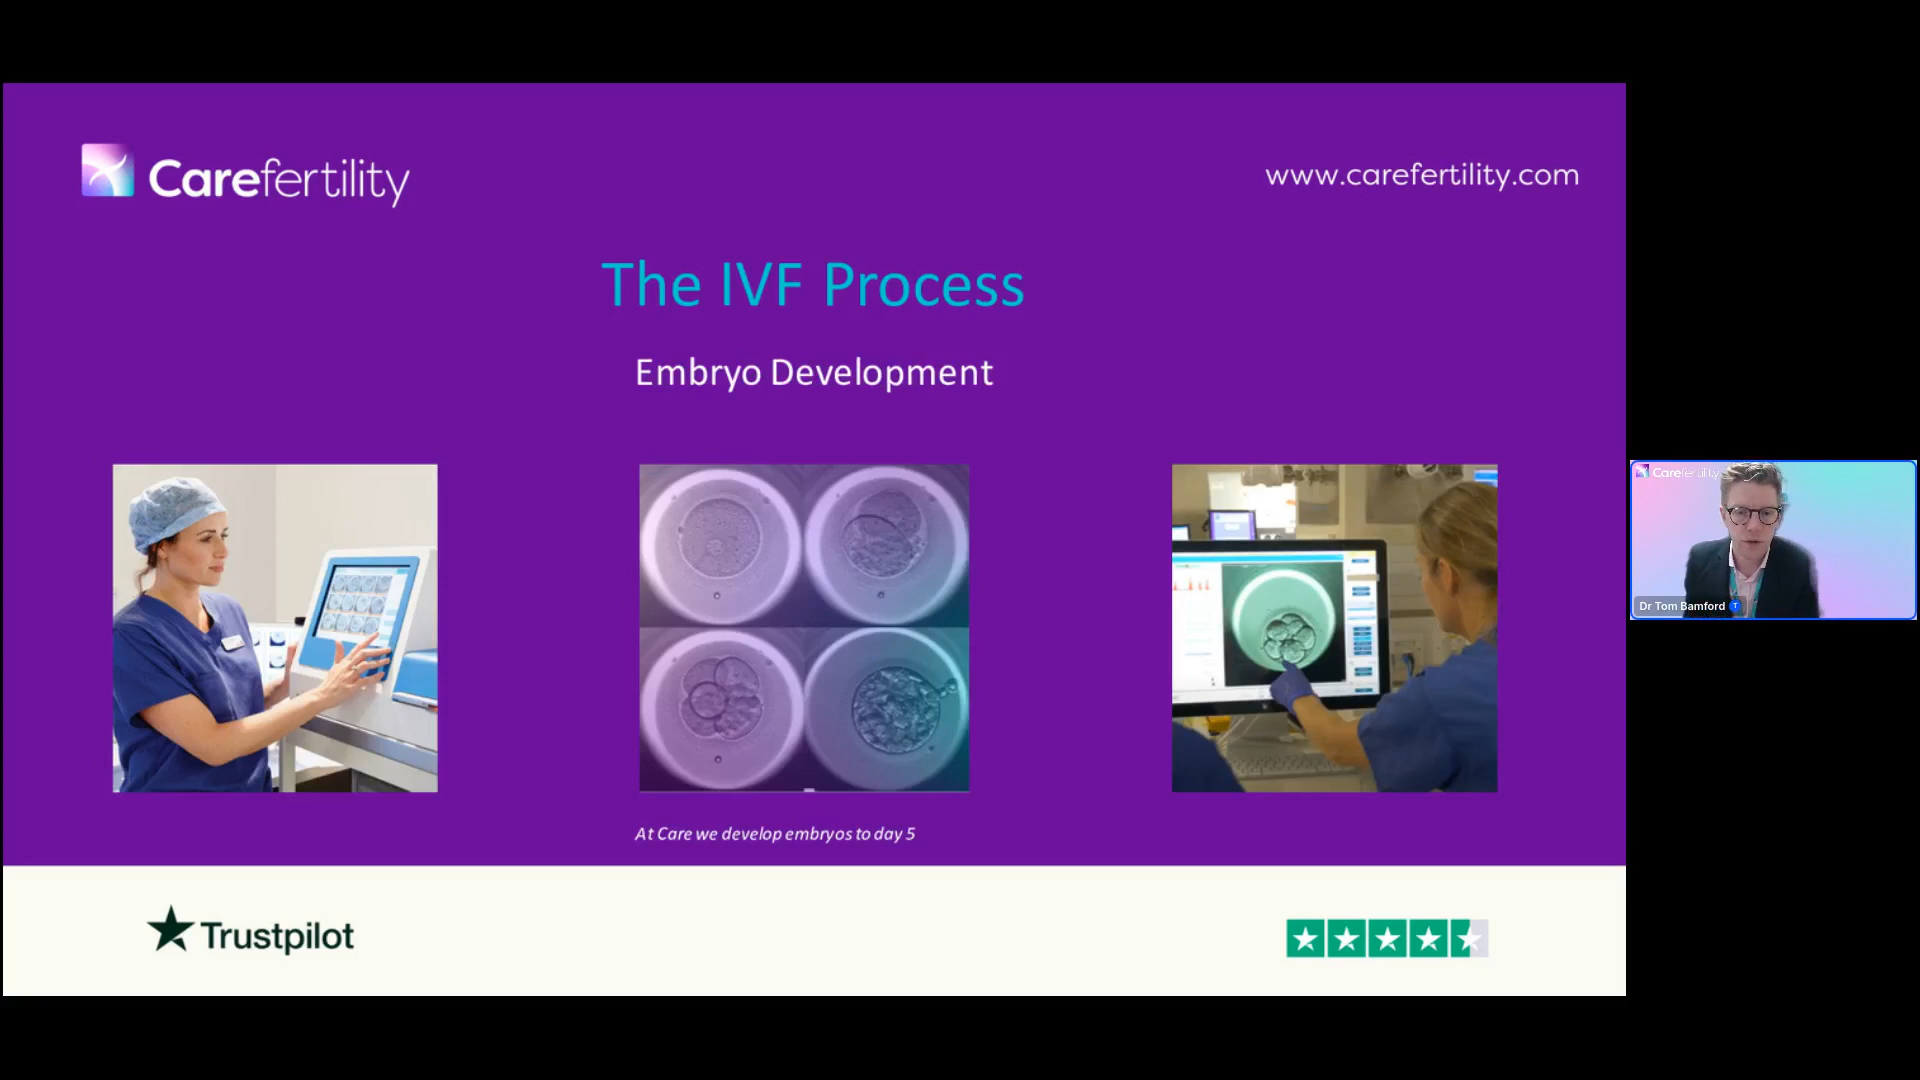 Carefertility
www.carefertility.com
The IVF Process
Embryo Development
At Care we develop embryos to day 5
Trustpilot
Carefertility
Dr Tom Bamford
T